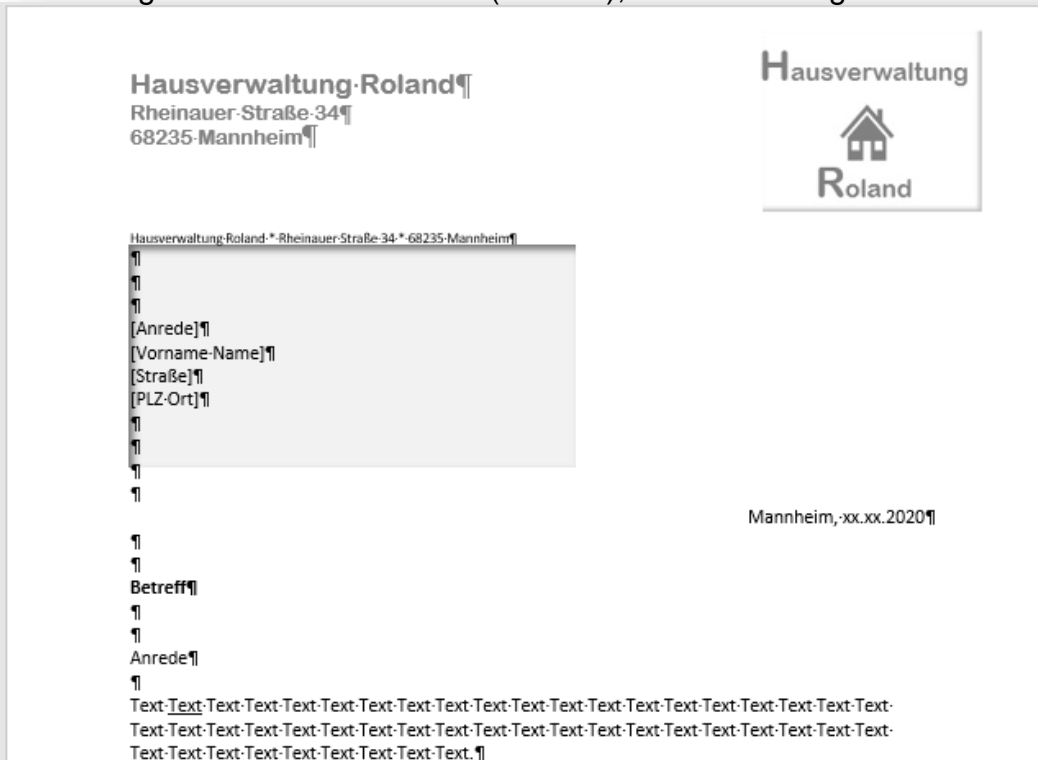 Hausverwaltung·Roland¶
Rheinauer·Straße·34¶
68235·Mannheim¶
Hausverwaltung
Roland
Hausverwaltung·Roland·*·Rheinauer·Straße·34·*·68235·Mannheim¶
¶
¶
¶
[Anrede]¶
[Vorname·Name]¶
[Straße]¶
[PLZ·Ort]¶
¶
¶
¶
¶
Mannheim,·xx.xx.2020¶
¶
¶
Betreff¶
¶
¶
Anrede¶
¶
Text·Text·Text·Text·Text·Text·Text·Text·Text·Text·Text·Text·Text·Text·Text·Text·Text·Text·Text·Text·
Text·Text·Text·Text·Text·Text·Text·Text·Text·Text·Text·Text·Text·Text·Text·Text·Text·Text·Text·Text·
Text·Text·Text·Text·Text·Text·Text·Text·Text.¶